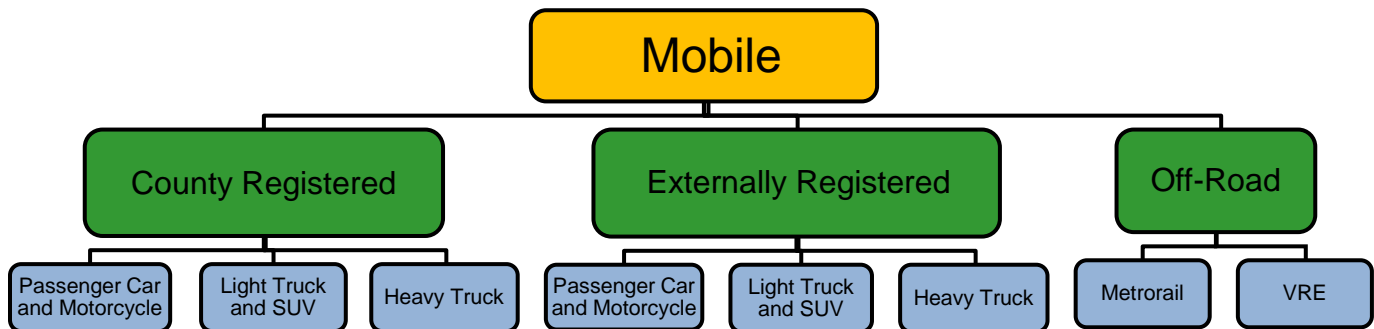 Mobile
County Registered
Externally Registered
Off-Road
Passenger Car
and Motorcycle
Light Truck
and SUV
Heavy Truck
Passenger Car
and Motorcycle
Light Truck
and SUV
Heavy Truck
Metrorail
VRE